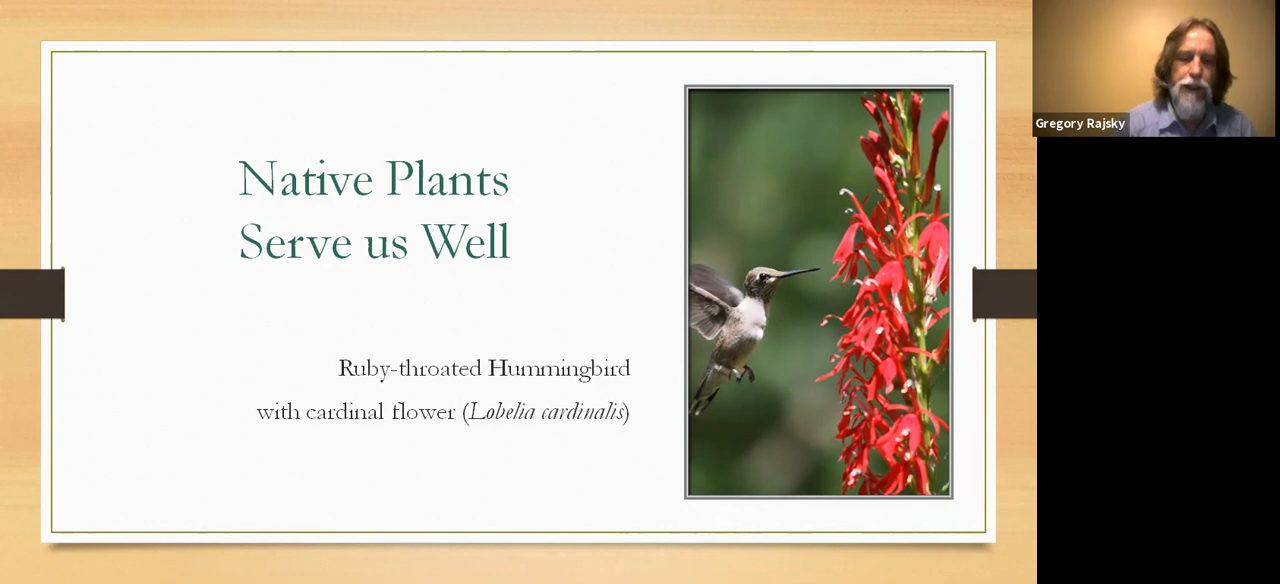 Native Plants
Serve us Well
Ruby-throated Hummingbird
with cardinal flower (Lobelia cardinalis)
Gregory Rajsky